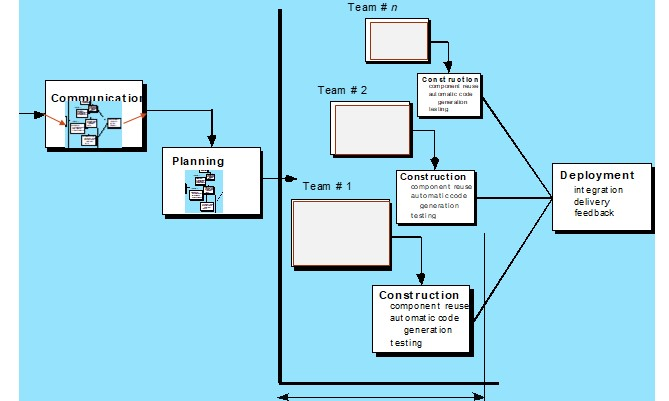 Team # n
Construction
component reuse
automatic code
generation
testing
Communication
Team # 2
Planning
Construction
component reuse
automatic code
generation
testing
Deployment
integration
delivery
feedback
Team # 1
Construction
component reuse
automatic code
generation
testing